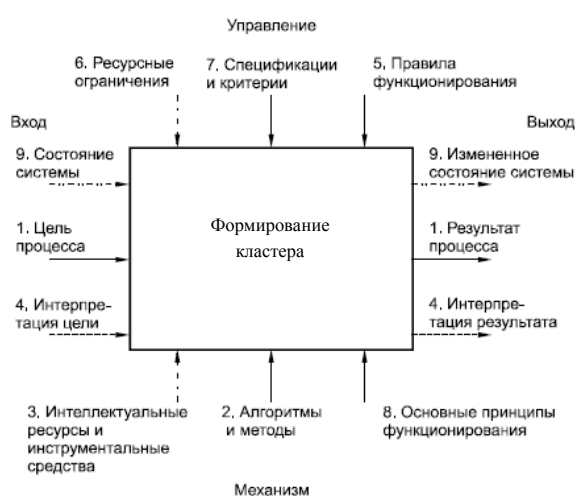 Управление
6. Ресурсные
ограничения
7. Спецификации
и критерии
5. Правила
функционирования
Вход
Выход
9. Состояние
системы
9. Измененное
состояние системы
Формирование
кластера
1. Цель
процесса
1. Результат
процесса
4, Интерпре-
тация цели
4. Интерпре-
тация результата
3. Интеллектуальные
ресурсы и
инструментальные
средства
2. Алгоритмы
и методы
8. Основные принципы
функционирования
Механизм